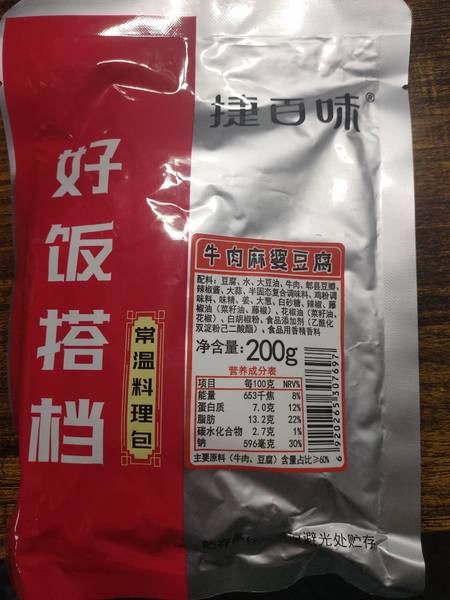 捷百味®
好饭搭档
常温料理包
牛肉麻婆豆腐
配料：豆腐、水、大豆油、牛肉、郫县豆瓣、
辣椒酱、大蒜、半固态复合调味料、鸡粉调
味料、味精、姜、大葱、白砂糖、辣椒、藤
椒油（菜籽油、藤椒）、花椒油（菜籽油、
花椒）、白胡椒粉、食品添加剂（乙酰化
双淀粉己二酸酯）、食品用香精香料
净含量：200g
营养成分表
项目 每100克 NRV%
能量 653千焦 8%
蛋白质 7.0克 12%
脂肪 13.2克 22%
碳水化合物 2.7克 1%
钠 596毫克 30%
主要原料（牛肉、豆腐）含量占比≥60%
6920265307697
避光处贮存